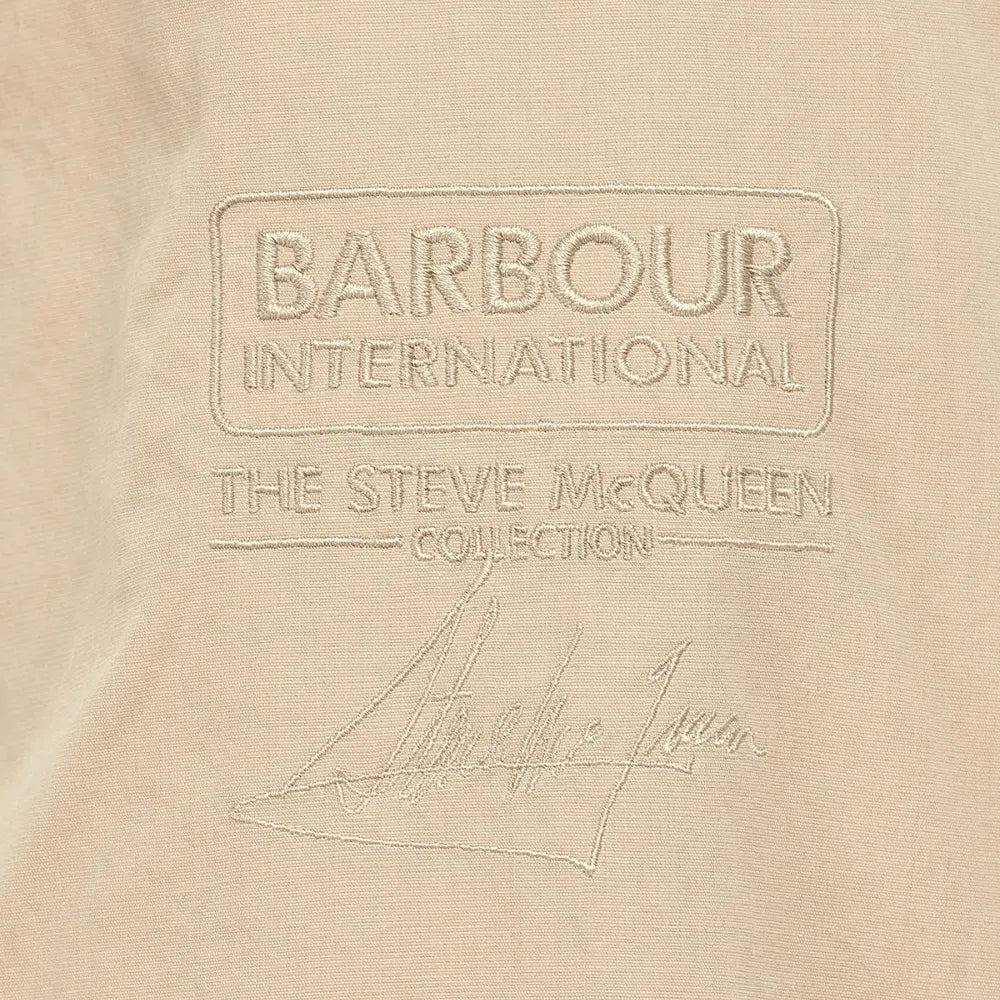 BARBOUR
INTERNATIONAL
THE STEVE McQUEEN
COLLECTION